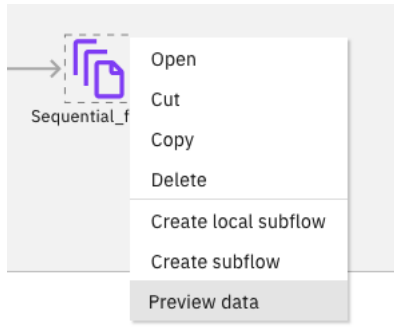 Open
Cut
Sequential_f
Copy
Delete
Create local subflow
Create subflow
Preview data